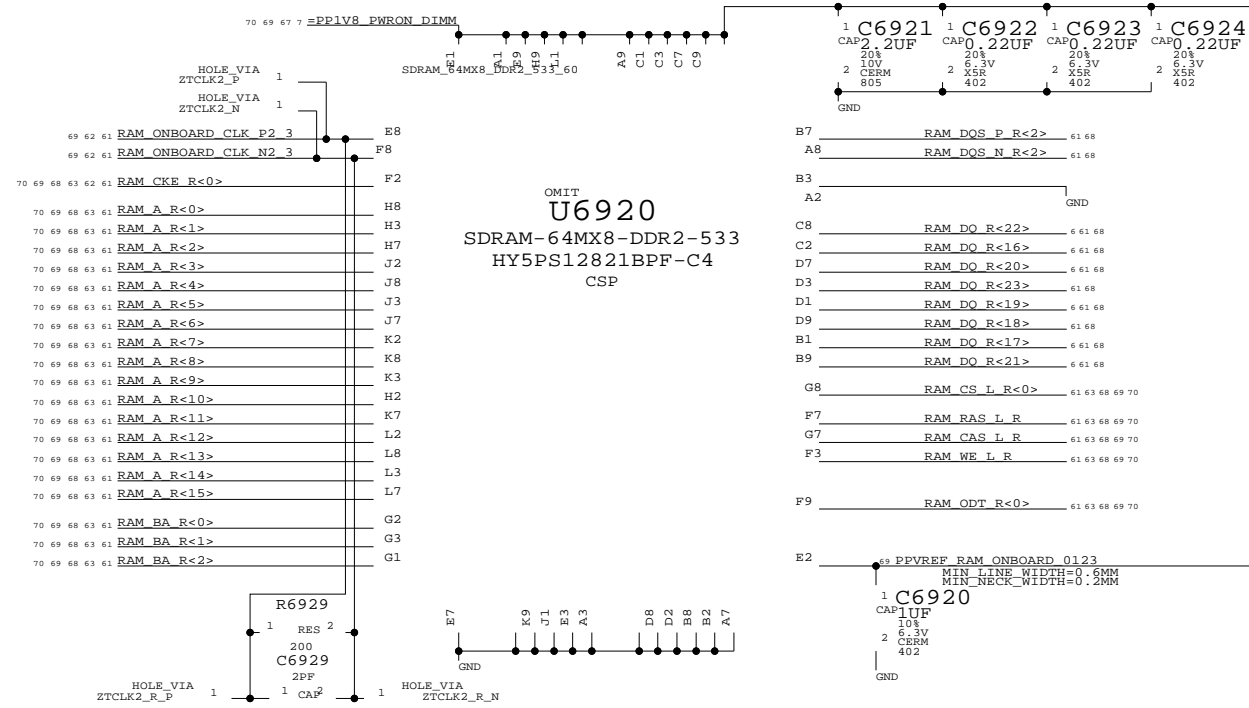 70 69 67 7 =PP1V8_PWRON_DIMM
E1 A1 E9 H9 L1 A9 C1 C3 C7 C9
SDRAM_64MX8_DDR2_533_60
1 C6921
CAP 2.2UF
20%
10V
2 CERM
805
1 C6922
CAP 0.22UF
20%
6.3V
2 X5R
402
1 C6923
CAP 0.22UF
20%
6.3V
2 X5R
402
1 C6924
CAP 0.22UF
20%
6.3V
2 X5R
402
GND
HOLE_VIA 1
ZTCLK2_P
HOLE_VIA 1
ZTCLK2_N
69 62 61 RAM_ONBOARD_CLK_P2_3 E8
69 62 61 RAM_ONBOARD_CLK_N2_3 F8
70 69 68 63 62 61 RAM_CKE_R<0> F2
70 69 68 63 61 RAM_A_R<0> H8
70 69 68 63 61 RAM_A_R<1> H3
70 69 68 63 61 RAM_A_R<2> H7
70 69 68 63 61 RAM_A_R<3> J2
70 69 68 63 61 RAM_A_R<4> J8
70 69 68 63 61 RAM_A_R<5> J3
70 69 68 63 61 RAM_A_R<6> J7
70 69 68 63 61 RAM_A_R<7> K2
70 69 68 63 61 RAM_A_R<8> K8
70 69 68 63 61 RAM_A_R<9> K3
70 69 68 63 61 RAM_A_R<10> H2
70 69 68 63 61 RAM_A_R<11> K7
70 69 68 63 61 RAM_A_R<12> L2
70 69 68 63 61 RAM_A_R<13> L8
70 69 68 63 61 RAM_A_R<14> L3
70 69 68 63 61 RAM_A_R<15> L7
70 69 68 63 61 RAM_BA_R<0> G2
70 69 68 63 61 RAM_BA_R<1> G3
70 69 68 63 61 RAM_BA_R<2> G1
OMIT
U6920
SDRAM-64MX8-DDR2-533
HY5PS12821BPF-C4
CSP
B7 RAM_DQS_P_R<2> 61 68
A8 RAM_DQS_N_R<2> 61 68
B3
A2 GND
C8 RAM_DQ_R<22> 6 61 68
C2 RAM_DQ_R<16> 6 61 68
D7 RAM_DQ_R<20> 6 61 68
D3 RAM_DQ_R<23> 61 68
D1 RAM_DQ_R<19> 6 61 68
D9 RAM_DQ_R<18> 61 68
B1 RAM_DQ_R<17> 6 61 68
B9 RAM_DQ_R<21> 6 61 68
G8 RAM_CS_L_R<0> 61 63 68 69 70
F7 RAM_RAS_L_R 61 63 68 69 70
G7 RAM_CAS_L_R 61 63 68 69 70
F3 RAM_WE_L_R 61 63 68 69 70
F9 RAM_ODT_R<0> 61 63 68 69 70
E2 69 PPVREF_RAM_ONBOARD_0123
MIN_LINE_WIDTH=0.6MM
MIN_NECK_WIDTH=0.2MM
1 C6920
CAP 1UF
10%
6.3V
2 CERM
402
GND
E7 K9 J1 E3 A3 D8 D2 B8 B2 A7
GND
R6929
1 RES 2
200
C6929
2PF
1 CAP 2
HOLE_VIA 1
ZTCLK2_R_P
1 HOLE_VIA
ZTCLK2_R_N